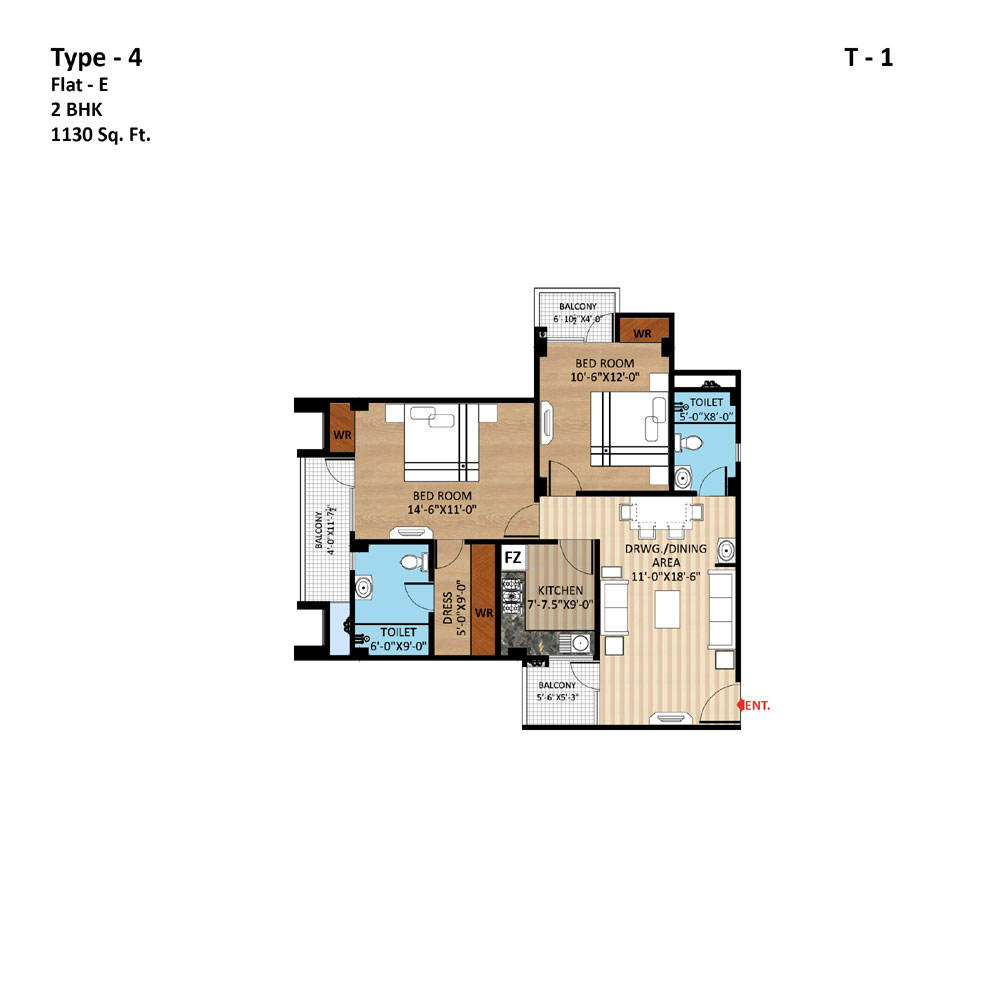 Type - 4
T - 1
Flat - E
2 BHK
1130 Sq. Ft.
BALCONY
6'-10½"X4'-0"
WR
BED ROOM
10'-6"X12'-0"
TOILET
5'-0"X8'-0"
WR
BED ROOM
14'-6"X11'-0"
BALCONY
4'-0"X11'-7½"
FZ
DRWG./DINING
AREA
11'-0"X18'-6"
KITCHEN
7'-7.5"X9'-0"
DRESS
5'-0"X9'-0"
WR
TOILET
6'-0"X9'-0"
BALCONY
5'-6"X5'-3"
ENT.